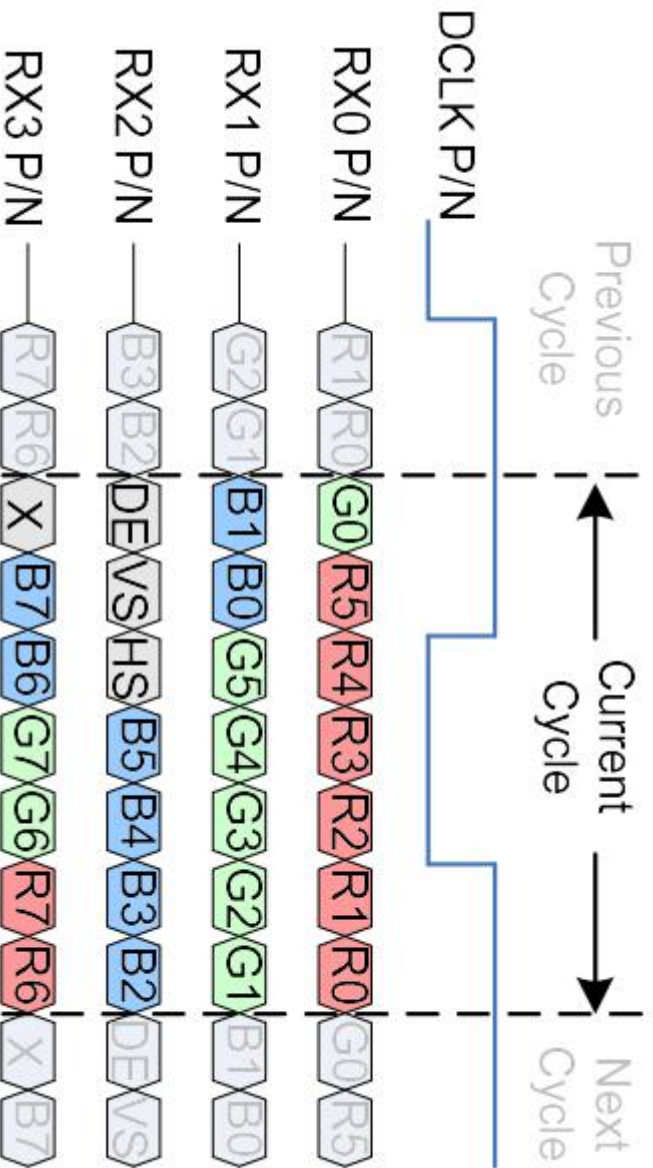 Previous Cycle
Current Cycle
Next Cycle
DCLK P/N
RX0 P/N R1 R0 G0 R5 R4 R3 R2 R1 R0 G0 R5
RX1 P/N G2 G1 B1 B0 G5 G4 G3 G2 G1 B1 B0
RX2 P/N B3 B2 DE VS HS B5 B4 B3 B2 DE VS
RX3 P/N R7 R6 X B7 B6 G7 G6 R7 R6 X B7